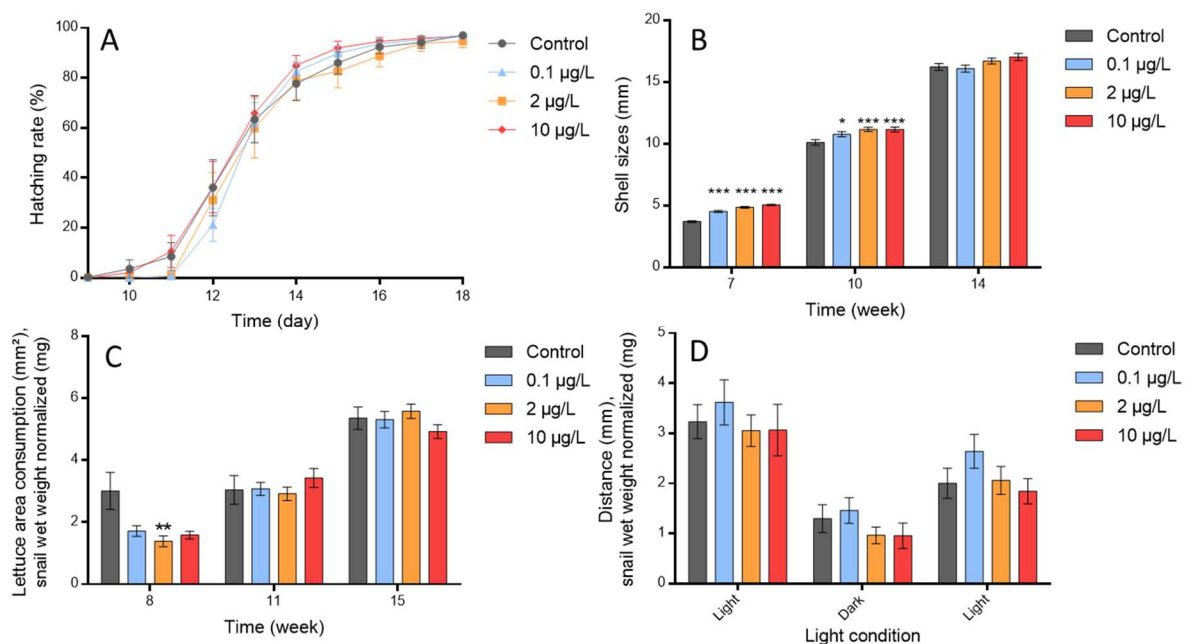 A
Hatching rate (%)
100
80
60
40
20
0
10
12
14
16
18
Time (day)
Control
0.1 µg/L
2 µg/L
10 µg/L
B
Shell sizes (mm)
20
15
10
5
0
***
***
***
*
***
***
7
10
14
Time (week)
Control
0.1 µg/L
2 µg/L
10 µg/L
C
Lettuce area consumption (mm²),
snail wet weight normalized (mg)
8
6
4
2
0
**
8
11
15
Time (week)
Control
0.1 µg/L
2 µg/L
10 µg/L
D
Distance (mm),
snail wet weight normalized (mg)
5
4
3
2
1
0
Light
Dark
Light
Light condition
Control
0.1 µg/L
2 µg/L
10 µg/L